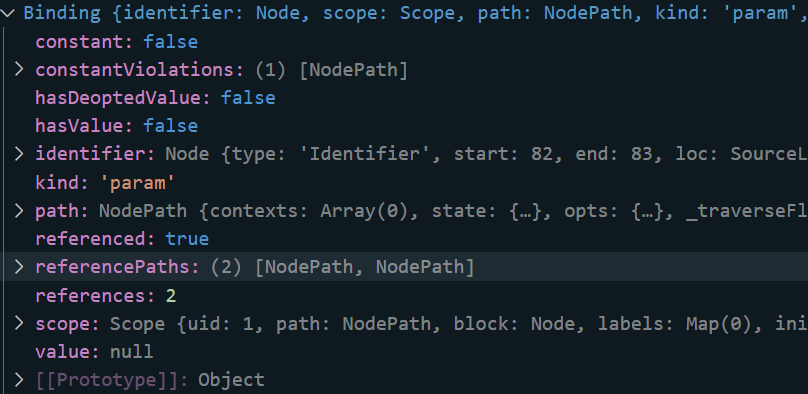 Binding {identifier: Node, scope: Scope, path: NodePath, kind: 'param',
constant: false
constantViolations: (1) [NodePath]
hasDeoptedValue: false
hasValue: false
identifier: Node {type: 'Identifier', start: 82, end: 83, loc: SourceL
kind: 'param'
path: NodePath {contexts: Array(0), state: {…}, opts: {…}, _traverseFl
referenced: true
referencePaths: (2) [NodePath, NodePath]
references: 2
scope: Scope {uid: 1, path: NodePath, block: Node, labels: Map(0), ini
value: null
[[Prototype]]: Object